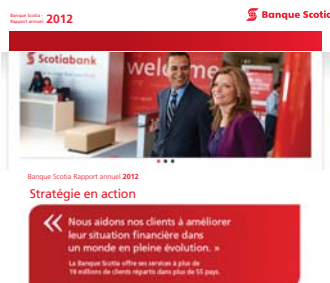 Banque Scotia -
Rapport annuel 2012
Banque Scotia
Scotiabank
welcome
Banque Scotia Rapport annuel 2012
Stratégie en action
« Nous aidons nos clients à améliorer
leur situation financière dans
un monde en pleine évolution. »
La Banque Scotia offre ses services à plus de
19 millions de clients répartis dans plus de 55 pays.